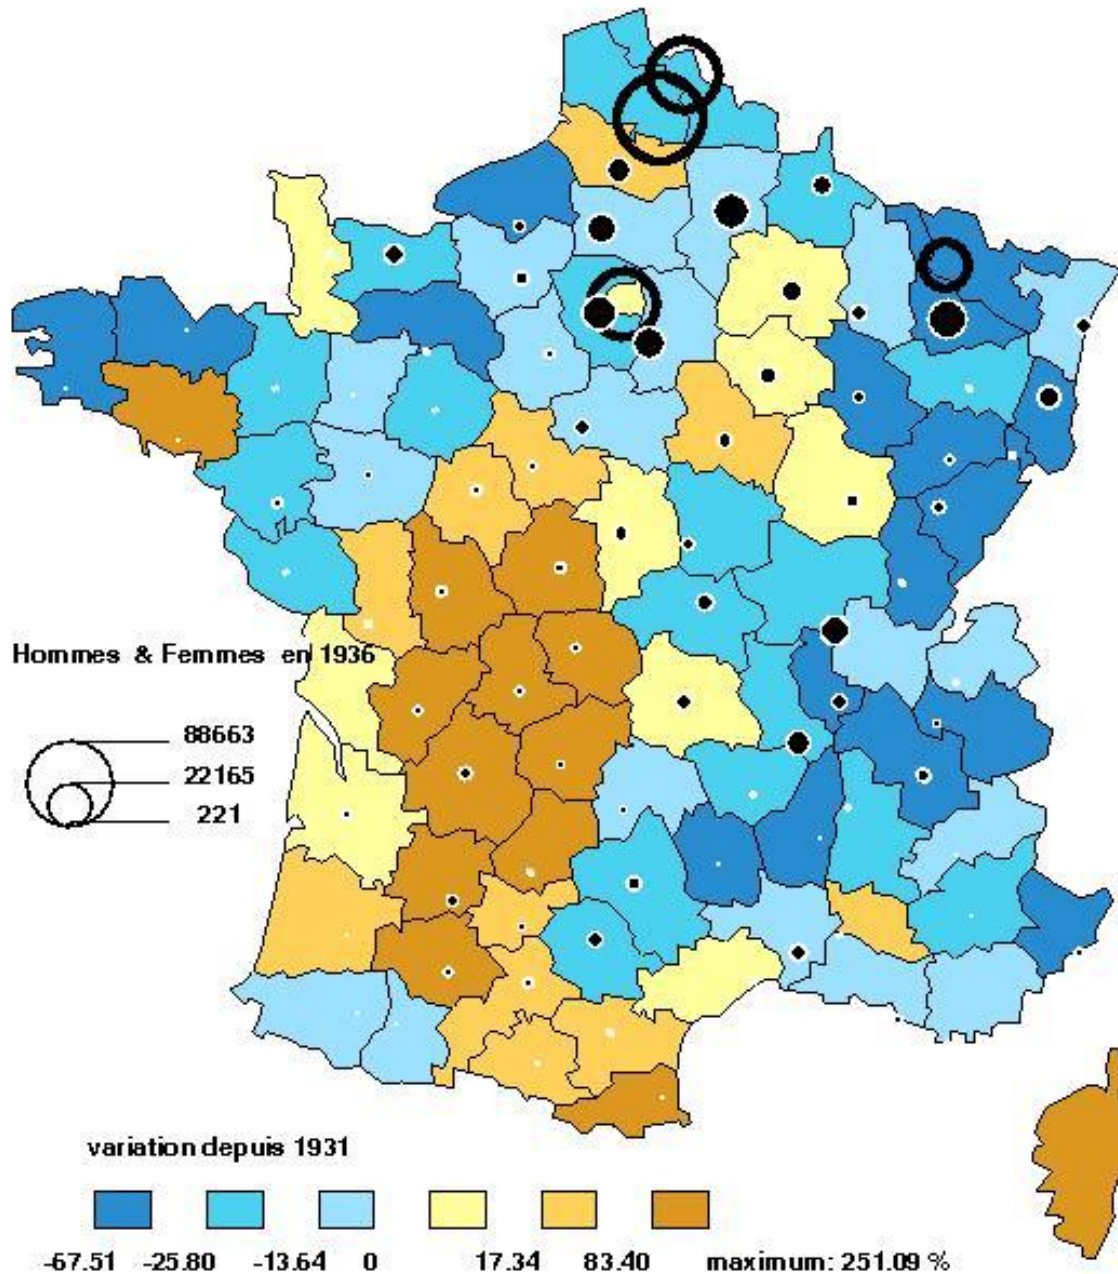 Hommes & Femmes en 1936
88663
22165
221
variation depuis 1931
-67.51 -25.80 -13.64 0 17.34 83.40 maximum: 251.09 %